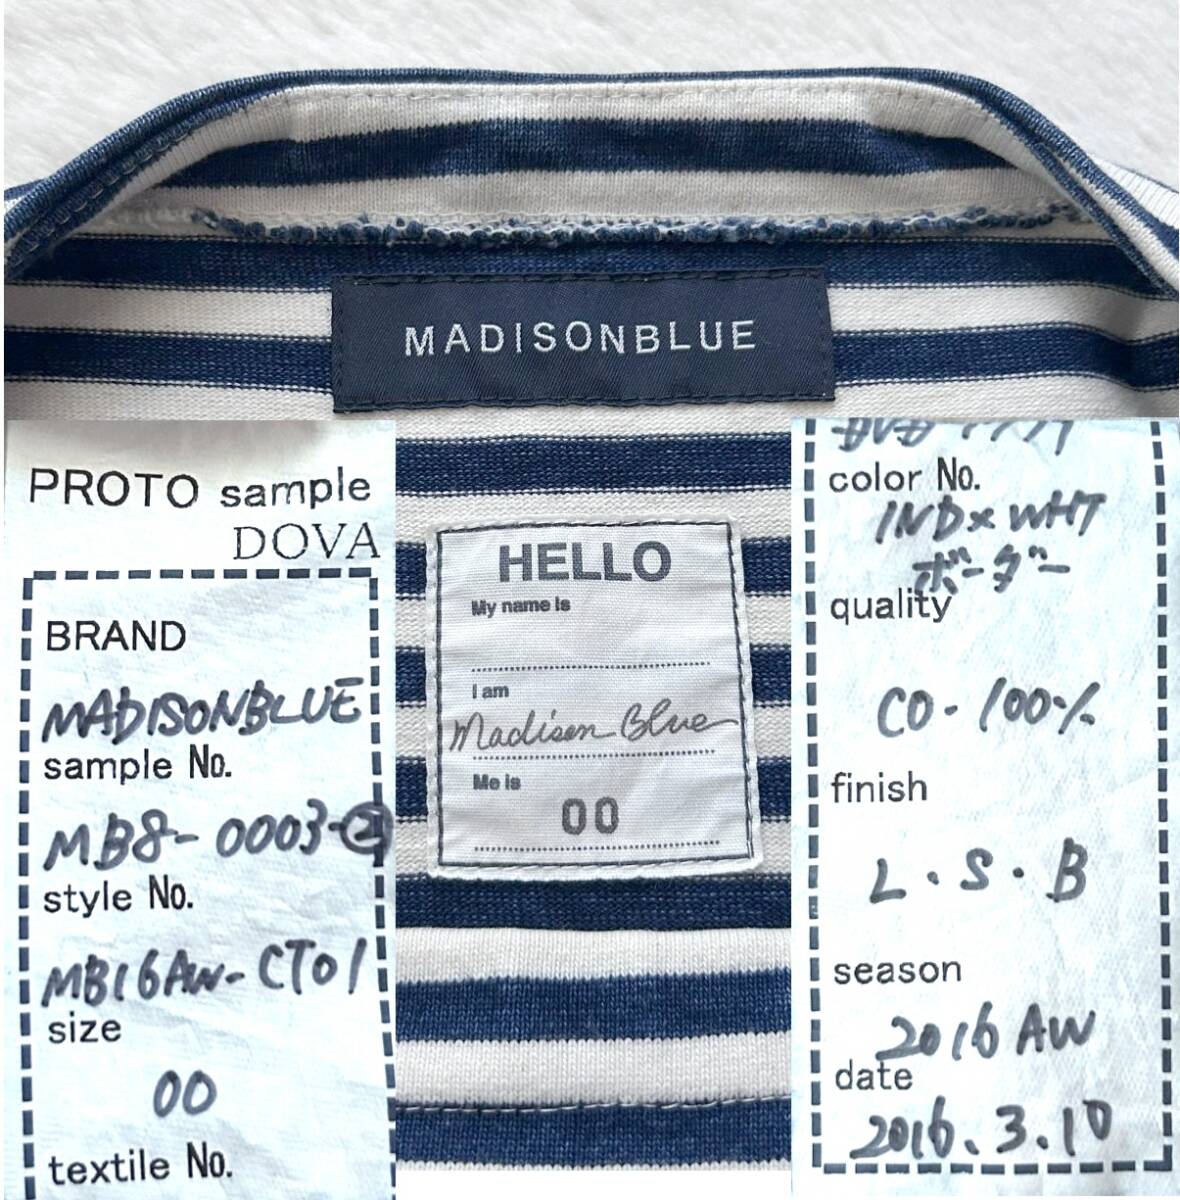 MADISONBLUE
PROTO sample
DOVA
BRAND
MADISONBLUE
sample No.
MB8-0003-②
style No.
MB16AW-CT01
size
00
textile No.
HELLO
My name is
I am
Madison Blue
Me is
00
color No.
IND×WHT
ボーダー
quality
CO-100%
finish
L.S.B
season
2016 AW
date
2016.3.10